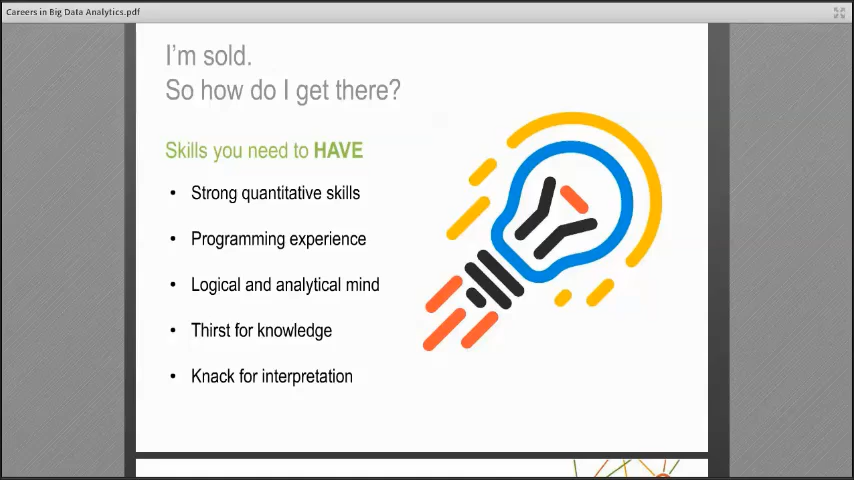 Careers in Big Data Analytics.pdf
I'm sold.
So how do I get there?
Skills you need to HAVE
• Strong quantitative skills
• Programming experience
• Logical and analytical mind
• Thirst for knowledge
• Knack for interpretation